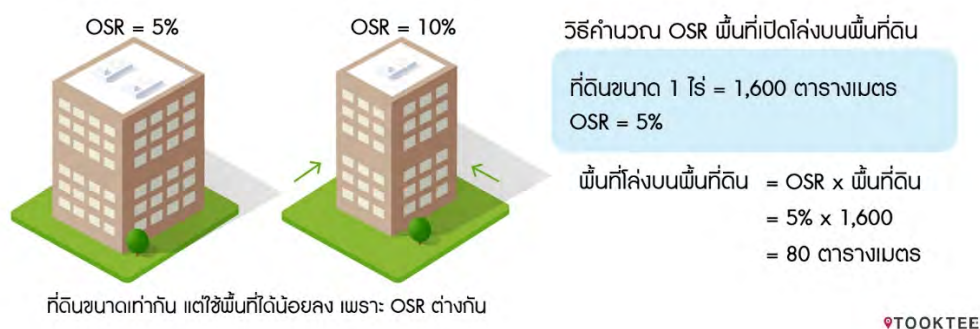 OSR = 5%
OSR = 10%
ที่ดินขนาดเท่ากัน แต่ใช้พื้นที่ได้น้อยลง เพราะ OSR ต่างกัน
วิธีคำนวณ OSR พื้นที่เปิดโล่งบนพื้นที่ดิน
ที่ดินขนาด 1 ไร่ = 1,600 ตารางเมตร
OSR = 5%
พื้นที่โล่งบนพื้นที่ดิน = OSR x พื้นที่ดิน
= 5% x 1,600
= 80 ตารางเมตร
TOOKTEE